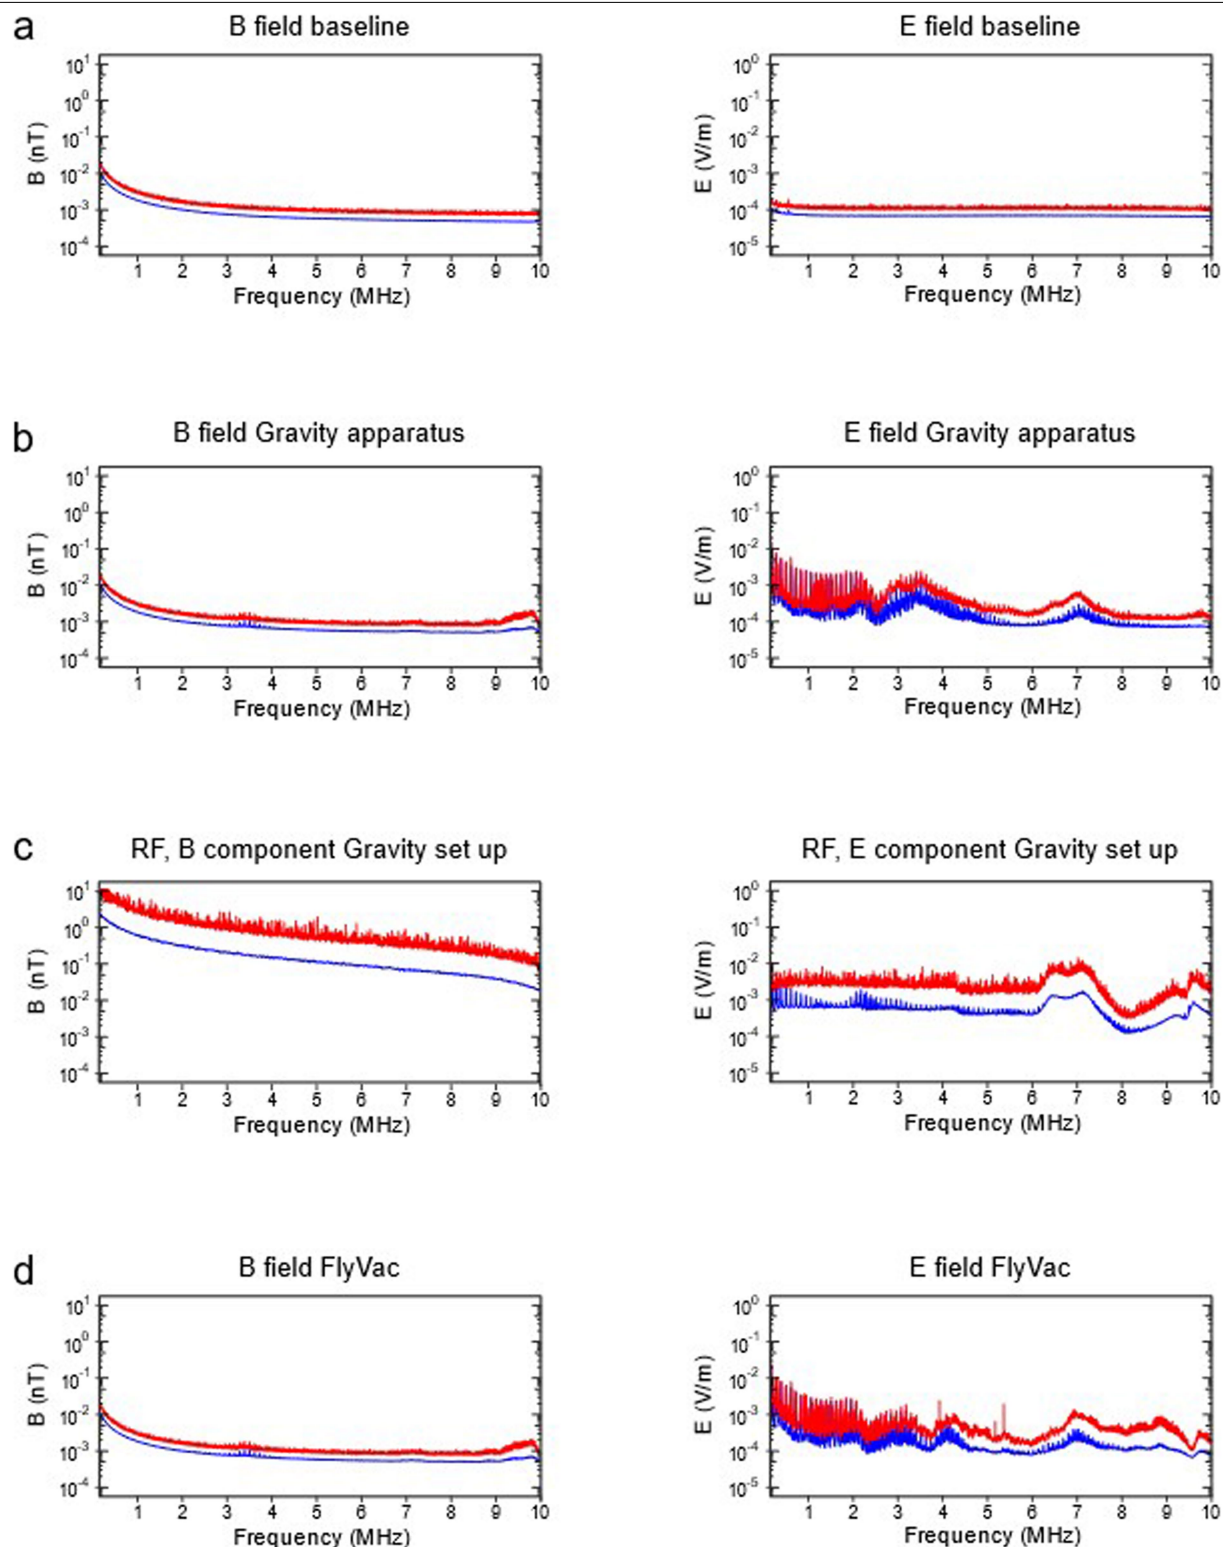 a
B field baseline
E field baseline
B (nT)
10¹
10⁰
10⁻¹
10⁻²
10⁻³
10⁻⁴
1 2 3 4 5 6 7 8 9 10
Frequency (MHz)
E (V/m)
10⁰
10⁻¹
10⁻²
10⁻³
10⁻⁴
10⁻⁵
1 2 3 4 5 6 7 8 9 10
Frequency (MHz)
b
B field Gravity apparatus
E field Gravity apparatus
B (nT)
10¹
10⁰
10⁻¹
10⁻²
10⁻³
10⁻⁴
1 2 3 4 5 6 7 8 9 10
Frequency (MHz)
E (V/m)
10⁰
10⁻¹
10⁻²
10⁻³
10⁻⁴
10⁻⁵
1 2 3 4 5 6 7 8 9 10
Frequency (MHz)
c
RF, B component Gravity set up
RF, E component Gravity set up
B (nT)
10¹
10⁰
10⁻¹
10⁻²
10⁻³
10⁻⁴
1 2 3 4 5 6 7 8 9 10
Frequency (MHz)
E (V/m)
10⁰
10⁻¹
10⁻²
10⁻³
10⁻⁴
10⁻⁵
1 2 3 4 5 6 7 8 9 10
Frequency (MHz)
d
B field FlyVac
E field FlyVac
B (nT)
10¹
10⁰
10⁻¹
10⁻²
10⁻³
10⁻⁴
1 2 3 4 5 6 7 8 9 10
Frequency (MHz)
E (V/m)
10⁰
10⁻¹
10⁻²
10⁻³
10⁻⁴
10⁻⁵
1 2 3 4 5 6 7 8 9 10
Frequency (MHz)